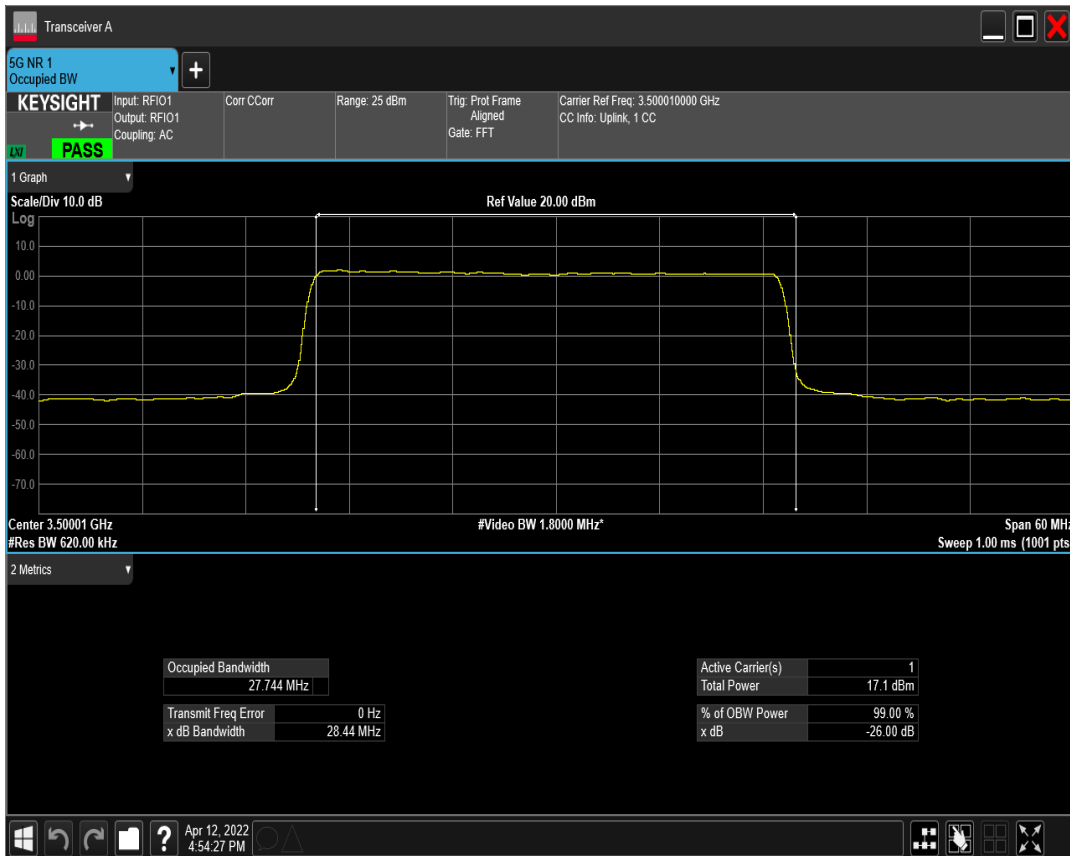 Transceiver A
5G NR 1
Occupied BW
KEYSIGHT
LXI
PASS
Input: RFIO1
Output: RFIO1
Coupling: AC
Corr CCorr
Range: 25 dBm
Trig: Prot Frame
Aligned
Gate: FFT
Carrier Ref Freq: 3.500010000 GHz
CC Info: Uplink, 1 CC
1 Graph
Scale/Div 10.0 dB
Ref Value 20.00 dBm
Log
10.0
0.00
-10.0
-20.0
-30.0
-40.0
-50.0
-60.0
-70.0
Center 3.50001 GHz
#Video BW 1.8000 MHz*
Span 60 MHz
#Res BW 620.00 kHz
Sweep 1.00 ms (1001 pts
2 Metrics
Occupied Bandwidth
27.744 MHz
Transmit Freq Error 0 Hz
x dB Bandwidth 28.44 MHz
Active Carrier(s) 1
Total Power 17.1 dBm
% of OBW Power 99.00 %
x dB -26.00 dB
?
Apr 12, 2022
4:54:27 PM